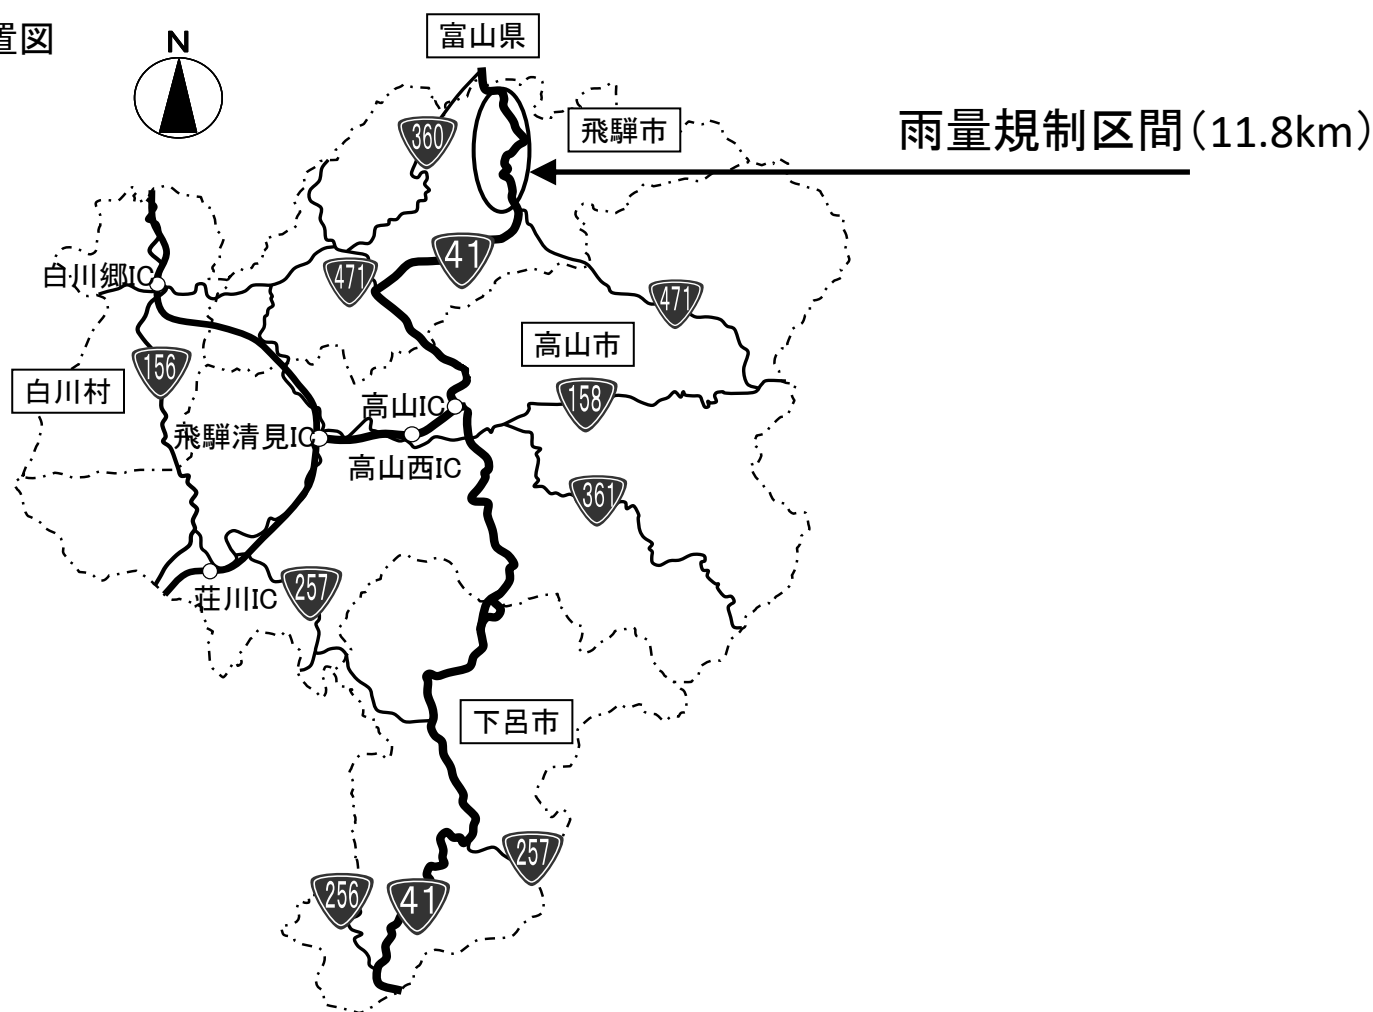 置図
N
富山県
飛騨市
雨量規制区間（11.8km）
360
41
白川郷IC
471
471
高山市
156
白川村
高山IC
158
飛騨清見IC
高山西IC
361
荘川IC
257
下呂市
257
256
41